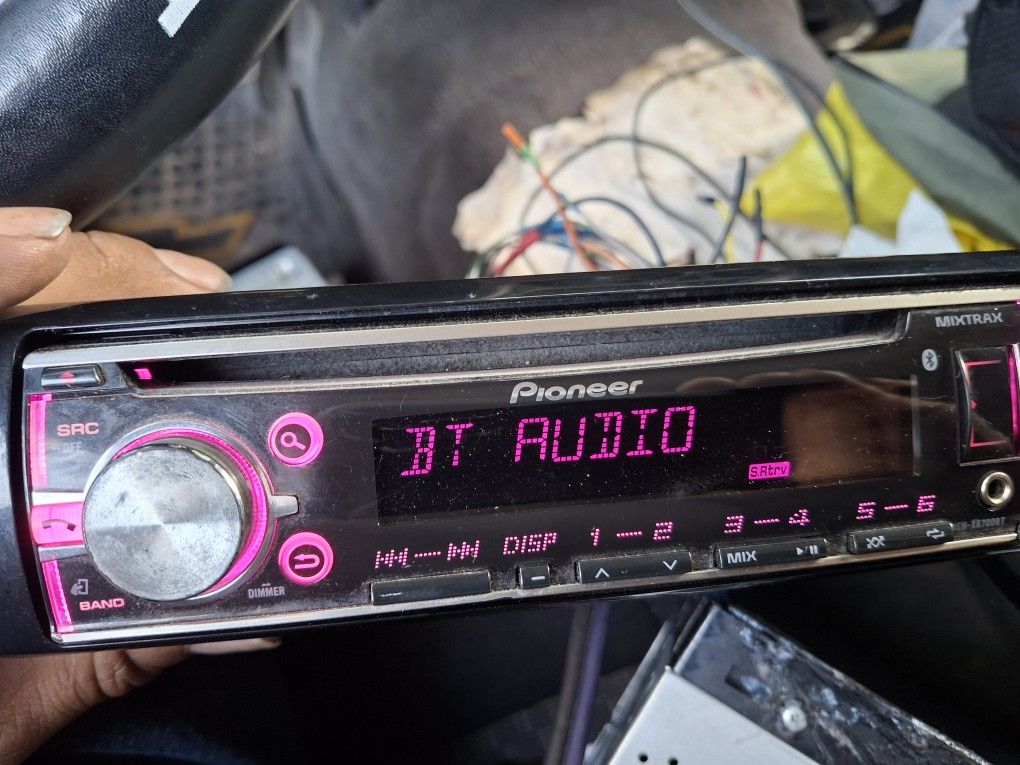 MIXTRAX
Pioneer
SRC
OFF
BT AUDIO
S.Rtrv
DISP
1 — 2
3 — 4
5 — 6
MIX
BAND
DIMMER